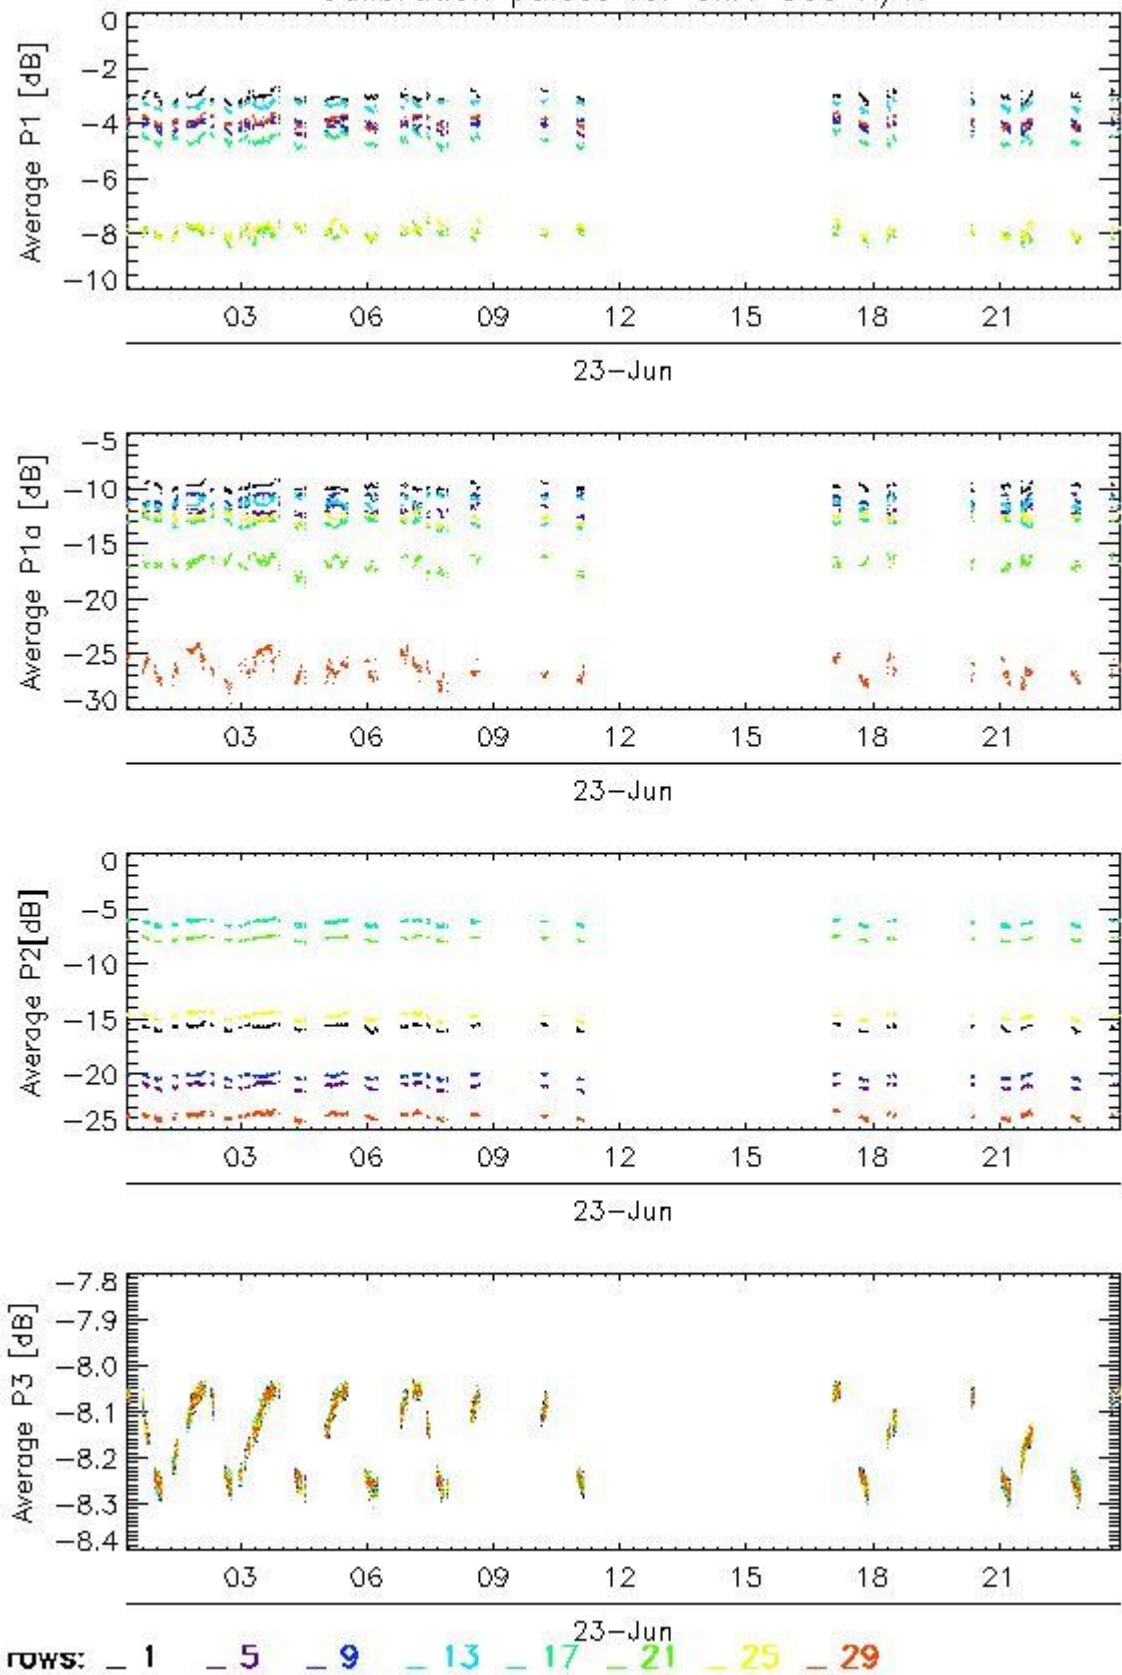 0
-2
-4
-6
-8
-10
Average P1 [dB]
03 06 09 12 15 18 21
23-Jun
-5
-10
-15
-20
-25
-30
Average P1a [dB]
03 06 09 12 15 18 21
23-Jun
0
-5
-10
-15
-20
-25
Average P2[dB]
03 06 09 12 15 18 21
23-Jun
-7.8
-7.9
-8.0
-8.1
-8.2
-8.3
-8.4
Average P3 [dB]
03 06 09 12 15 18 21
23-Jun
rows: _ 1 _ 5 _ 9 _ 13 _ 17 _ 21 _ 25 _ 29